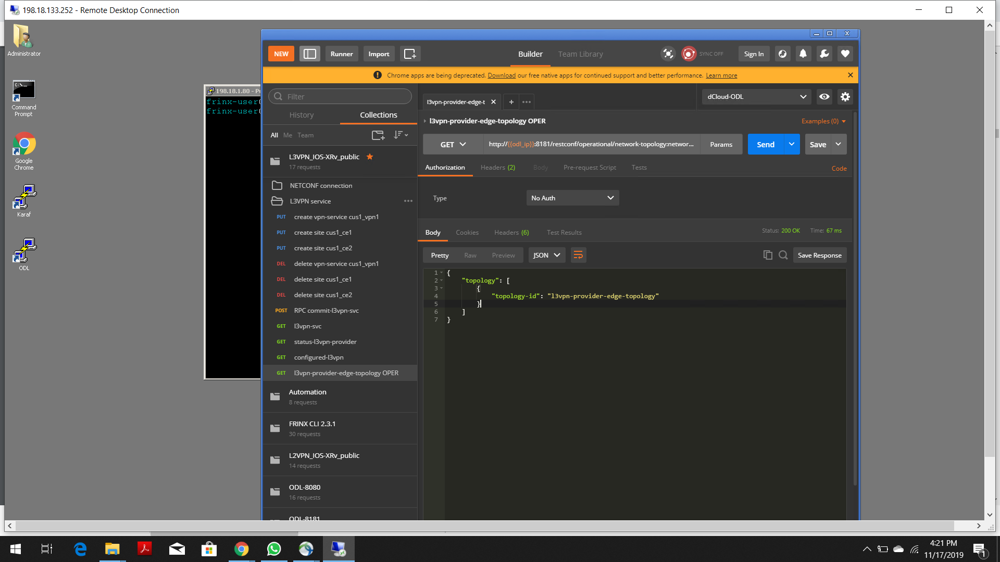 198.18.133.252 - Remote Desktop Connection
Administrator
Command Prompt
Google Chrome
Karaf
ODL
198.18.1.80 - Pu
frinx-user@
frinx-user@
NEW
Runner
Import
Builder
Team Library
SYNC OFF
Sign In
Chrome apps are being deprecated. Download our free native apps for continued support and better performance. Learn more
Filter
History
Collections
All Me Team
L3VPN_IOS-XRv_public
17 requests
NETCONF connection
L3VPN service
PUT create vpn-service cus1_vpn1
PUT create site cus1_ce1
PUT create site cus1_ce2
DEL delete vpn-service cus1_vpn1
DEL delete site cus1_ce1
DEL delete site cus1_ce2
POST RPC commit-l3vpn-svc
GET l3vpn-svc
GET status-l3vpn-provider
GET configured-l3vpn
GET l3vpn-provider-edge-topology OPER
Automation
8 requests
FRINX CLI 2.3.1
30 requests
L2VPN_IOS-XRv_public
14 requests
ODL-8080
16 requests
ODL-8181
l3vpn-provider-edge-t
dCloud-ODL
l3vpn-provider-edge-topology OPER
Examples (0)
GET
http://{{odl_ip}}:8181/restconf/operational/network-topology:networ...
Params
Send
Save
Authorization
Headers (2)
Body
Pre-request Script
Tests
Code
Type
No Auth
Body
Cookies
Headers (6)
Test Results
Status: 200 OK
Time: 67 ms
Pretty
Raw
Preview
JSON
Save Response
1 {
2 "topology": [
3 {
4 "topology-id": "l3vpn-provider-edge-topology"
5 }
6 ]
7 }
4:21 PM
11/17/2019
1